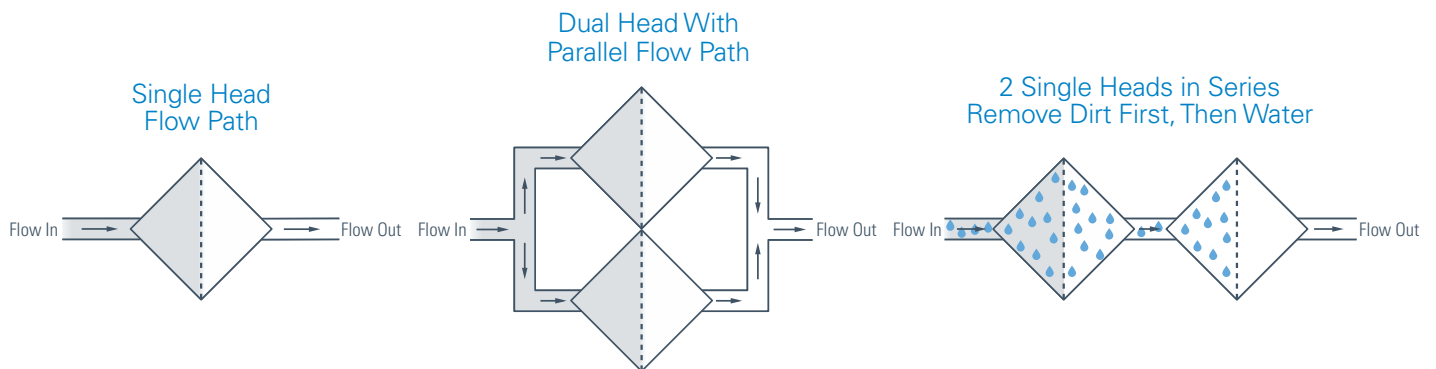 Single Head
Flow Path
Flow In
Flow Out
Dual Head With
Parallel Flow Path
Flow In
Flow Out
2 Single Heads in Series
Remove Dirt First, Then Water
Flow In
Flow Out